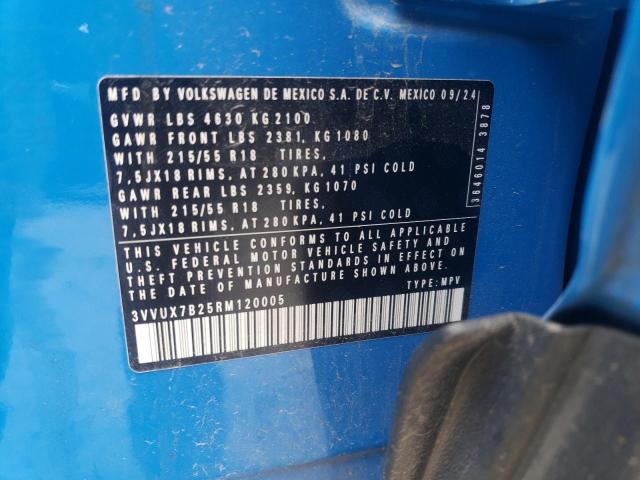 MFD BY VOLKSWAGEN DE MEXICO S.A. DE C.V. MEXICO 09/24
GVWR LBS 4630 KG 2100
GAWR FRONT LBS 2381, KG 1080
WITH 215/55 R18 TIRES,
7,5JX18 RIMS, AT 280 KPA, 41 PSI COLD
GAWR REAR LBS 2359, KG 1070
WITH 215/55 R18 TIRES,
7,5JX18 RIMS, AT 280 KPA, 41 PSI COLD
THIS VEHICLE CONFORMS TO ALL APPLICABLE
U.S. FEDERAL MOTOR VEHICLE SAFETY AND
THEFT PREVENTION STANDARDS IN EFFECT ON
THE DATE OF MANUFACTURE SHOWN ABOVE.
3VVUX7B25RM120005 TYPE: MPV
3646014 3878